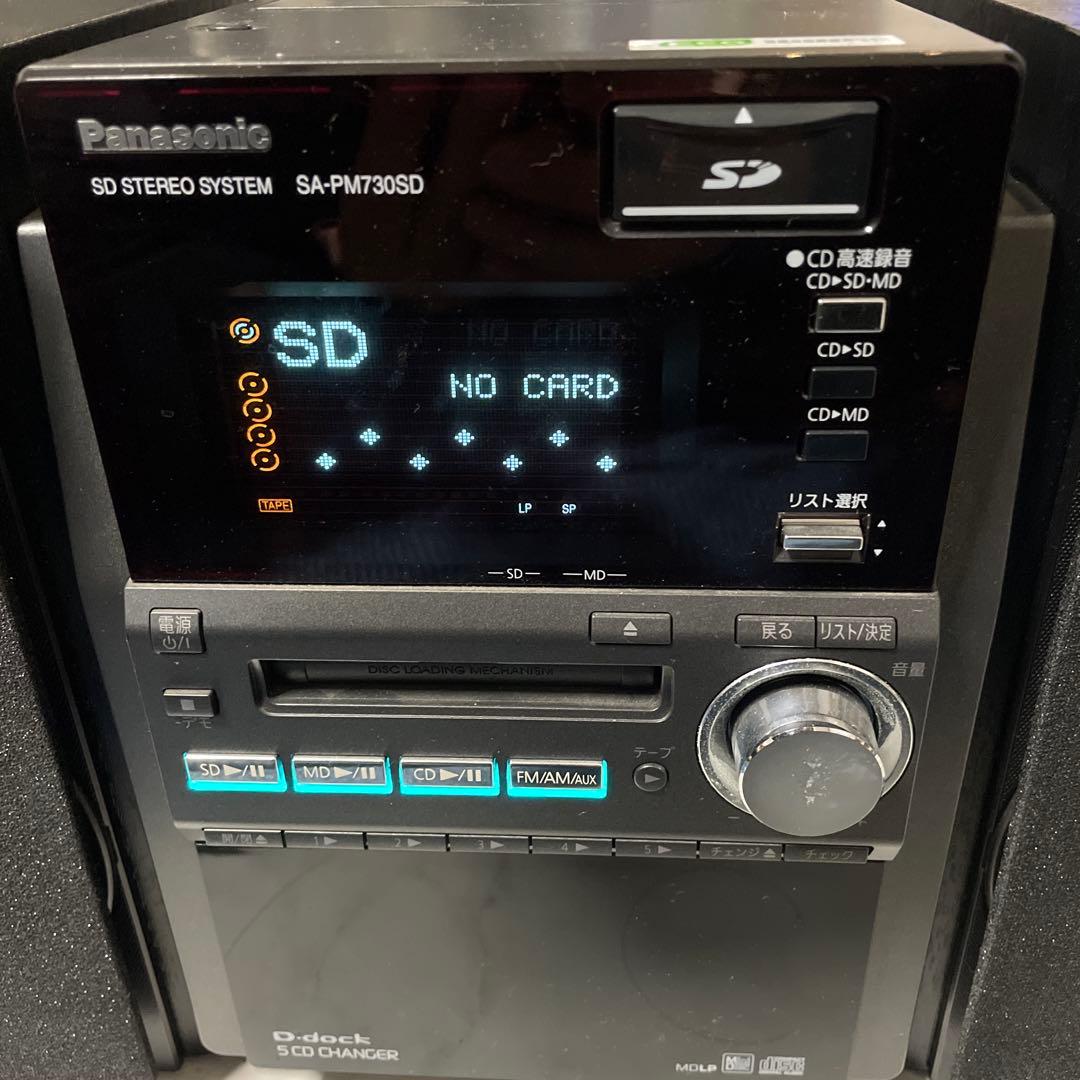 eco
Panasonic
SD STEREO SYSTEM SA-PM730SD
SD
●CD 高速録音
CD▶SD・MD
CD▶SD
CD▶MD
リスト選択
SD
NO CARD
TAPE
LP SP
SD MD
電源
⏻/I
戻る
リスト/決定
音量
DISC LOADING MECHANISM
-デモ
SD▶/❚❚
MD▶/❚❚
CD▶/❚❚
FM/AM/AUX
テープ
開/閉⏏
1▶
2▶
3▶
4▶
5▶
チェンジ⏏
チェック
D-dock
5 CD CHANGER
MDLP
disc